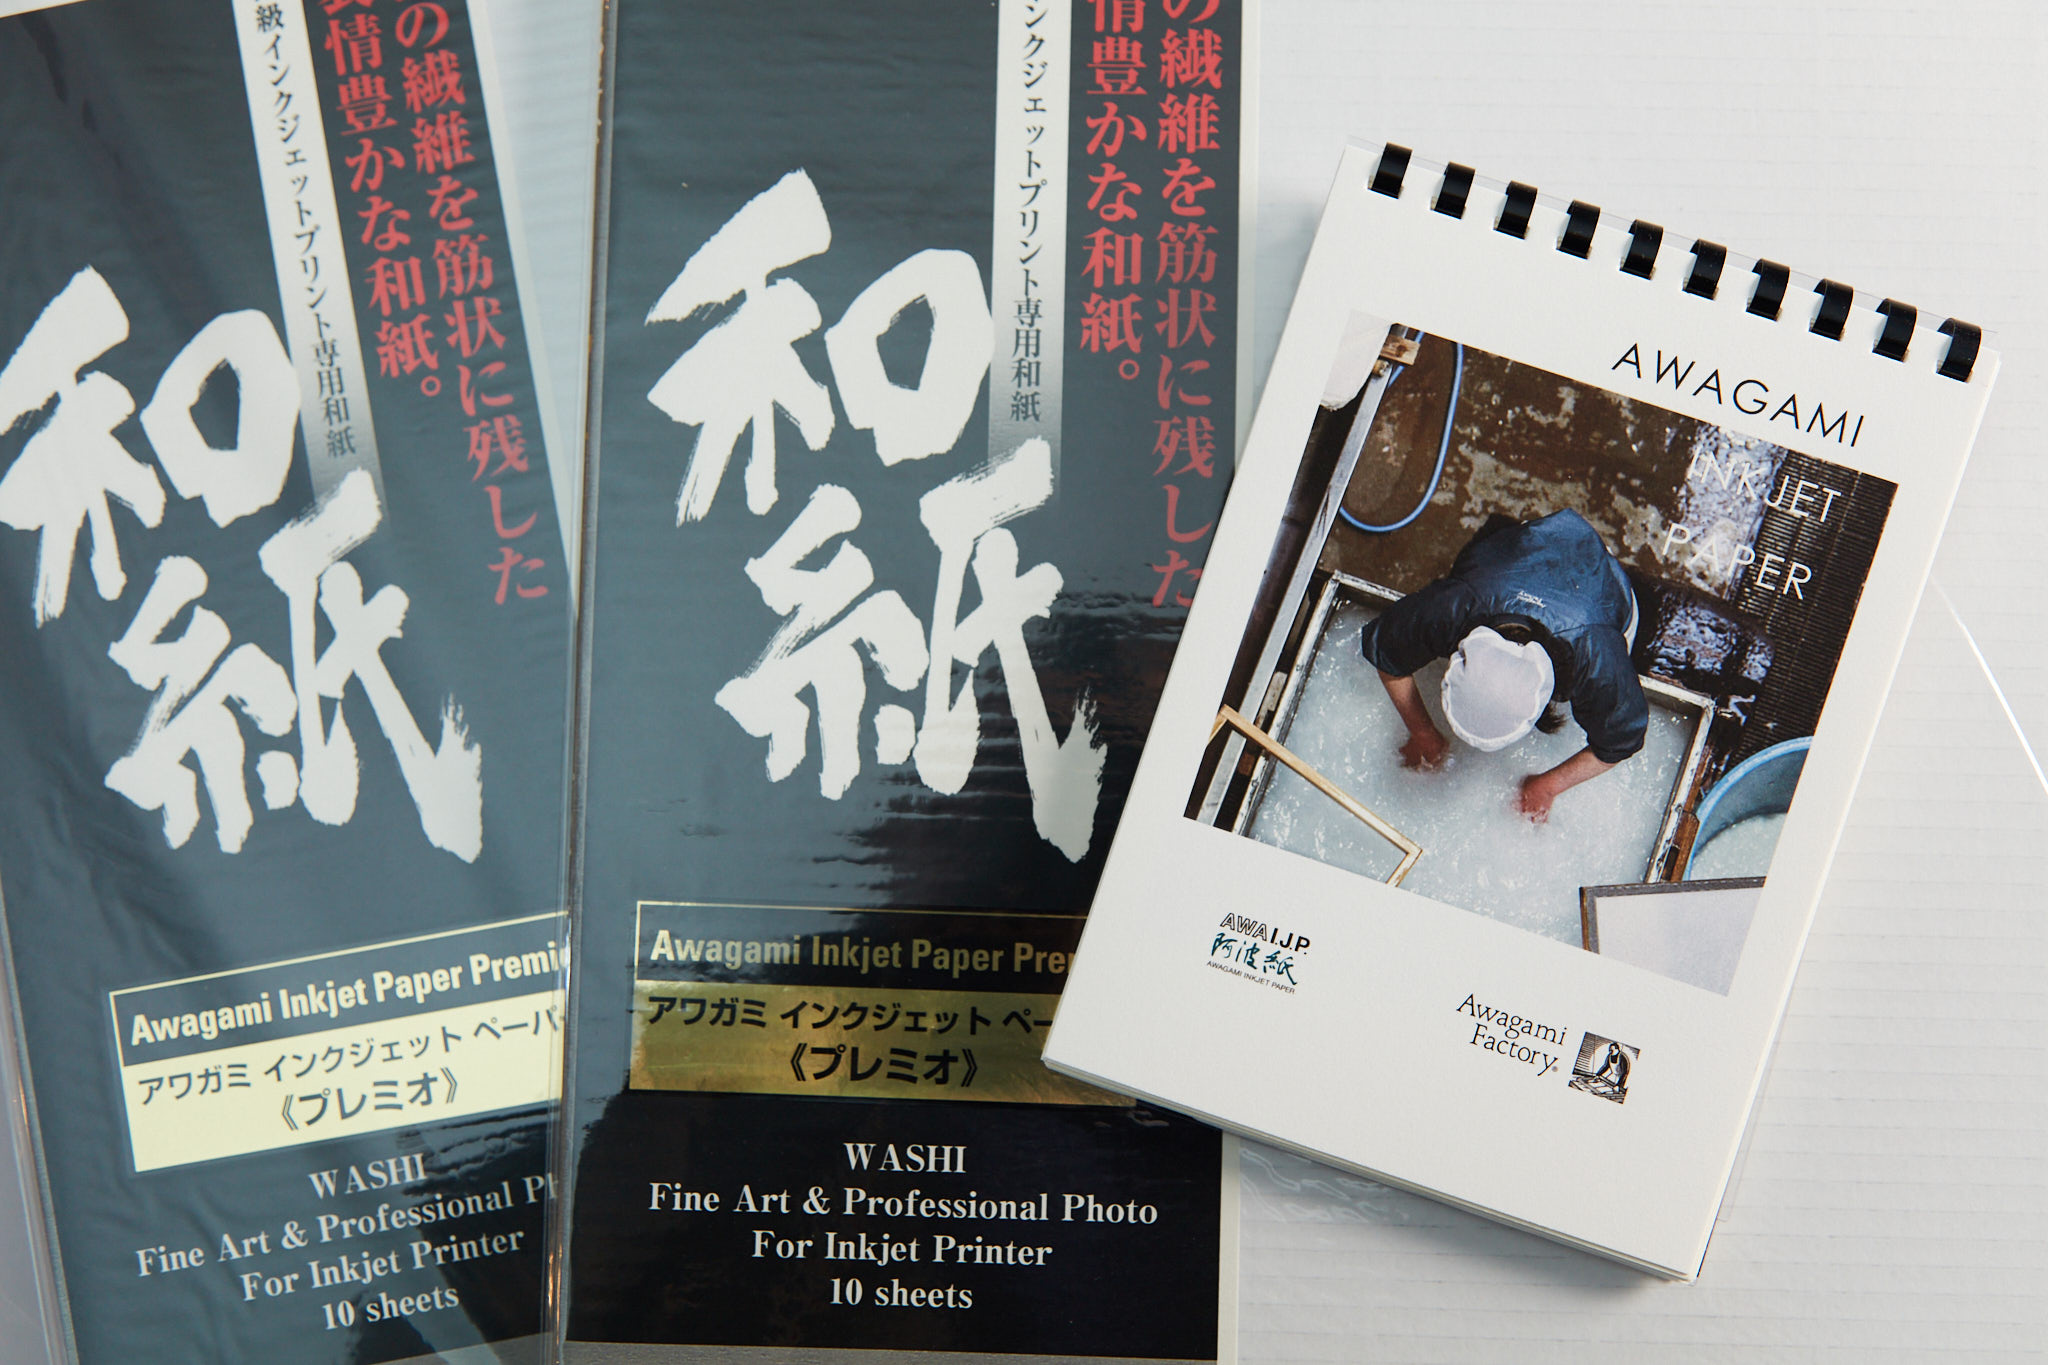 の繊維を筋状に残した
情豊かな和紙。
級インクジェットプリント専用和紙
和紙
Awagami Inkjet Paper Premi
アワガミ インクジェット ペーパ
《プレミオ》
WASHI
Fine Art & Professional Ph
For Inkjet Printer
10 sheets
の繊維を筋状に残した
情豊かな和紙。
ンクジェットプリント専用和紙
和紙
Awagami Inkjet Paper Pre
アワガミ インクジェット ペー
《プレミオ》
WASHI
Fine Art & Professional Photo
For Inkjet Printer
10 sheets
AWAGAMI
INKJET
PAPER
AWA I.J.P.
阿波紙
AWAGAMI INKJET PAPER
Awagami
Factory®